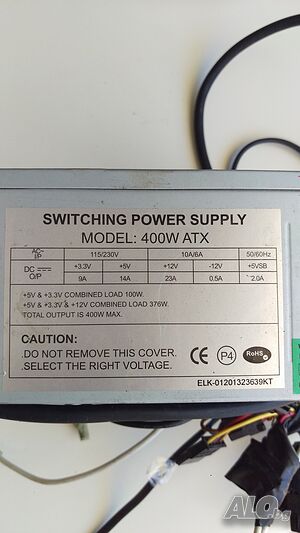 SWITCHING POWER SUPPLY
MODEL: 400W ATX
AC~ I/P 115/230V 10A/6A 50/60Hz
DC O/P +3.3V +5V +12V -12V +5VSB
9A 14A 23A 0.5A 2.0A
+5V & +3.3V COMBINED LOAD 100W.
+5V & +3.3V & +12V COMBINED LOAD 376W.
TOTAL OUTPUT IS 400W MAX.
CAUTION:
.DO NOT REMOVE THIS COVER.
.SELECT THE RIGHT VOLTAGE.
CE P4 RoHS
ELK-01201323639KT
ALO.bg